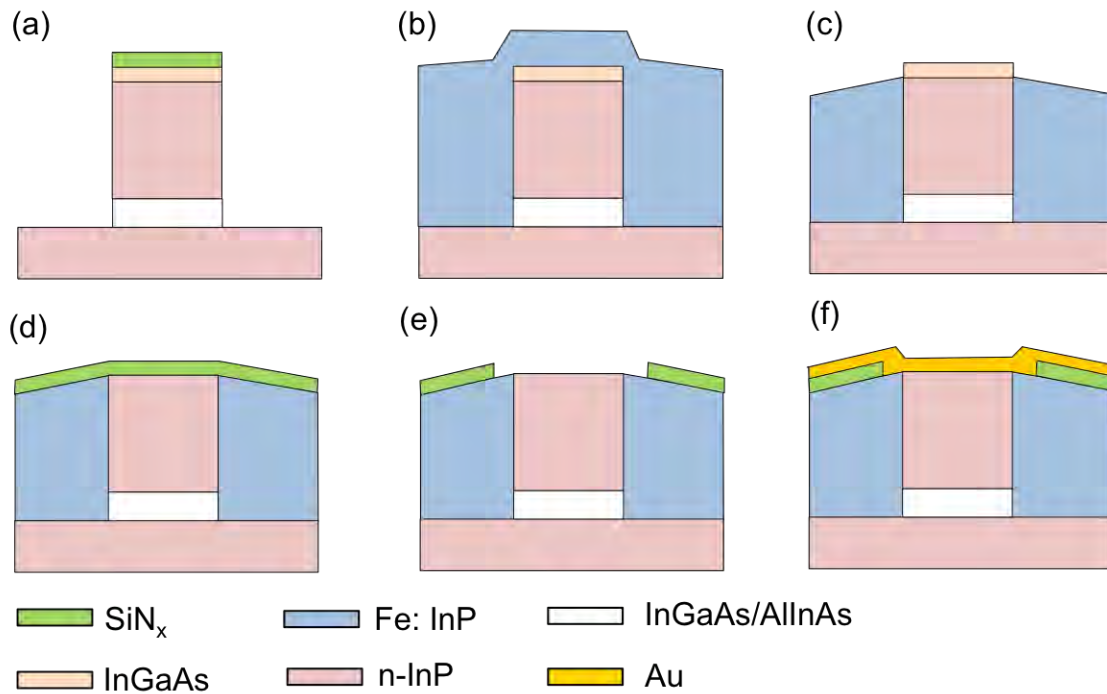 (a)
(b)
(c)
(d)
(e)
(f)
SiNx
Fe: InP
InGaAs/AlInAs
InGaAs
n-InP
Au